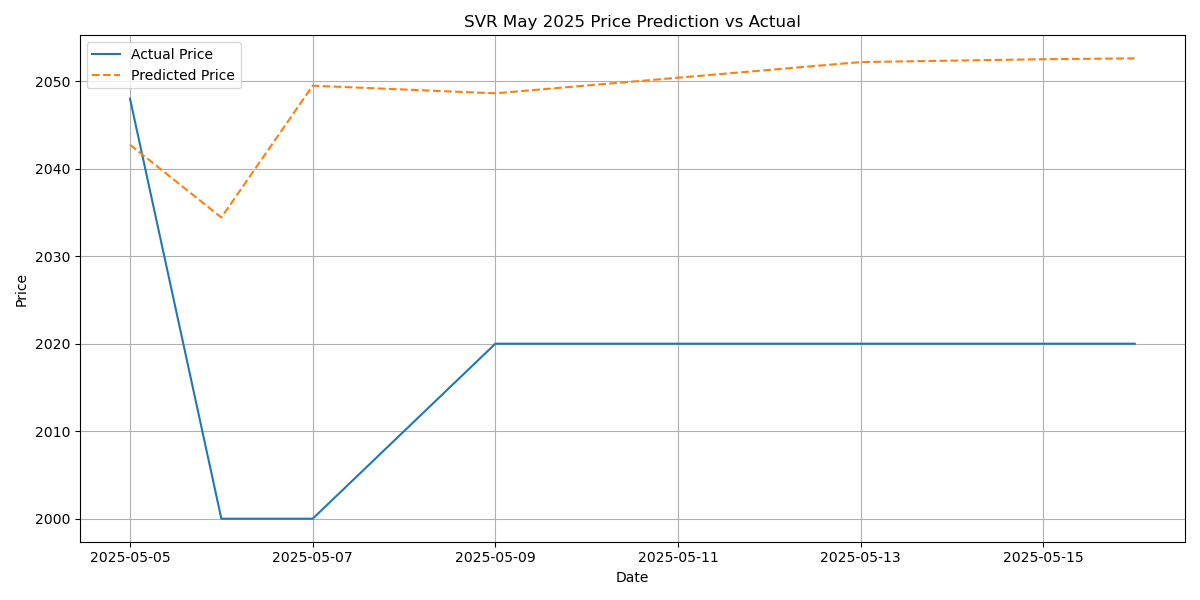 SVR May 2025 Price Prediction vs Actual
Actual Price
Predicted Price
Price
2050
2040
2030
2020
2010
2000
2025-05-05
2025-05-07
2025-05-09
2025-05-11
2025-05-13
2025-05-15
Date